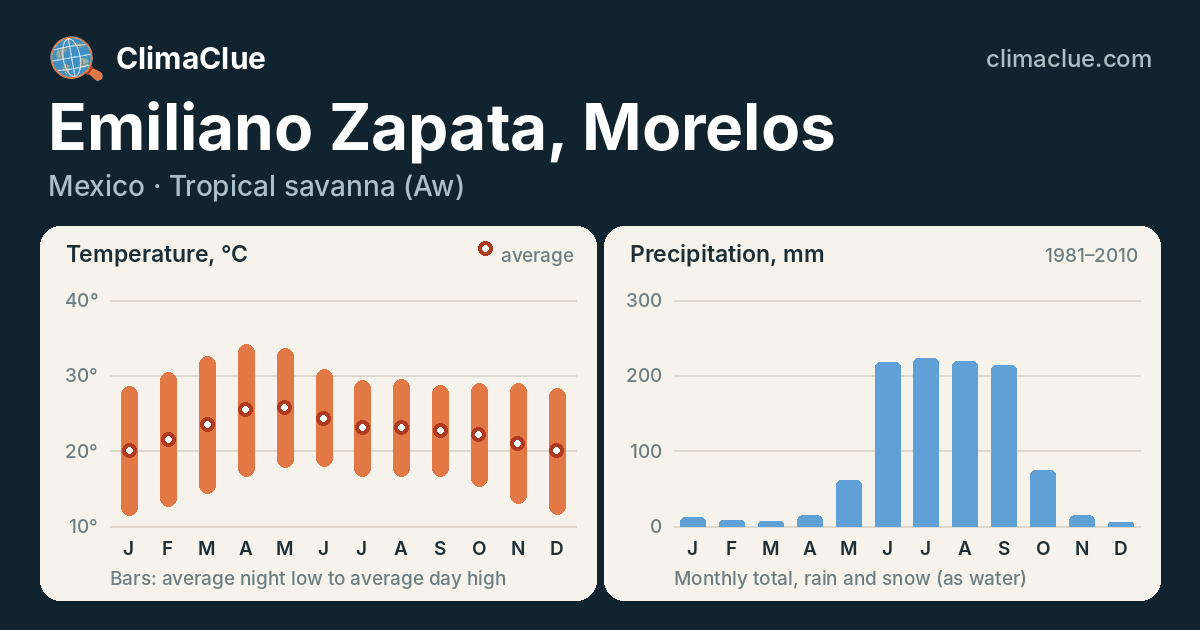 ClimaClue
climaclue.com
Emiliano Zapata, Morelos
Mexico · Tropical savanna (Aw)
Temperature, °C
average
40°
30°
20°
10°
J F M A M J J A S O N D
Bars: average night low to average day high
Precipitation, mm
1981–2010
300
200
100
0
J F M A M J J A S O N D
Monthly total, rain and snow (as water)